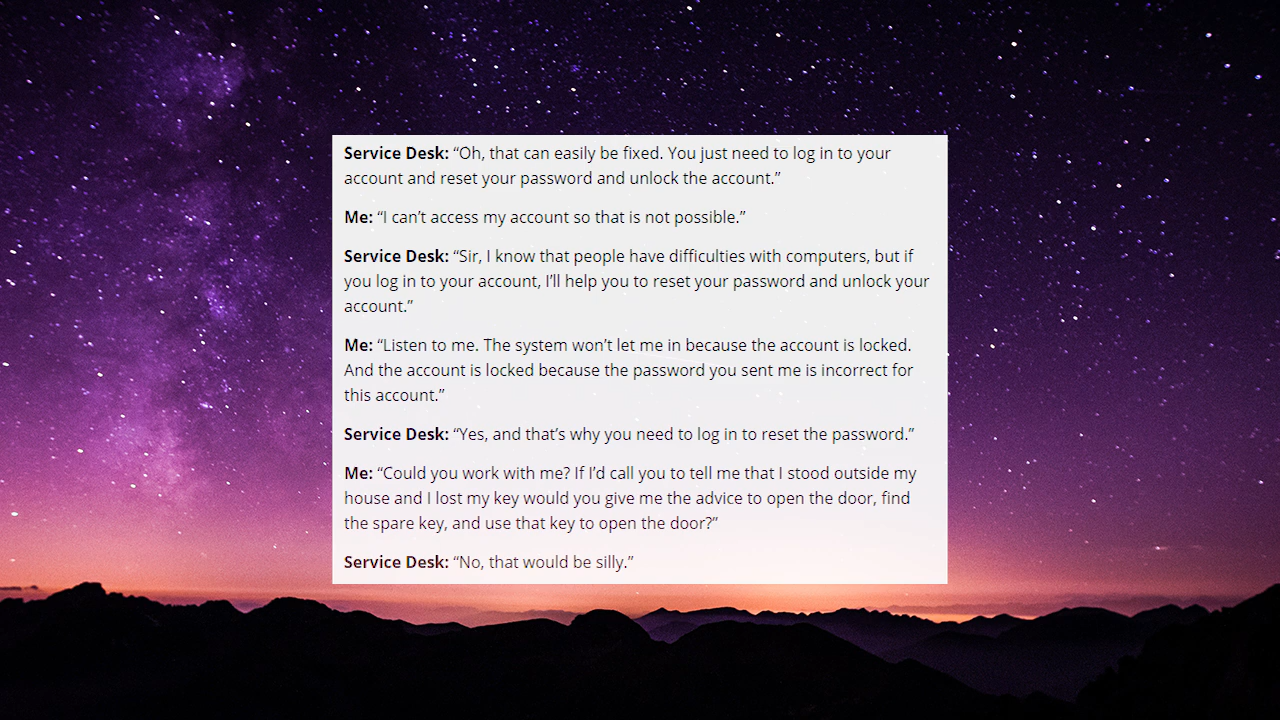 Service Desk: “Oh, that can easily be fixed. You just need to log in to your
account and reset your password and unlock the account.”
Me: “I can’t access my account so that is not possible.”
Service Desk: “Sir, I know that people have difficulties with computers, but if
you log in to your account, I’ll help you to reset your password and unlock your
account.”
Me: “Listen to me. The system won’t let me in because the account is locked.
And the account is locked because the password you sent me is incorrect for
this account.”
Service Desk: “Yes, and that’s why you need to log in to reset the password.”
Me: “Could you work with me? If I’d call you to tell me that I stood outside my
house and I lost my key would you give me the advice to open the door, find
the spare key, and use that key to open the door?”
Service Desk: “No, that would be silly.”